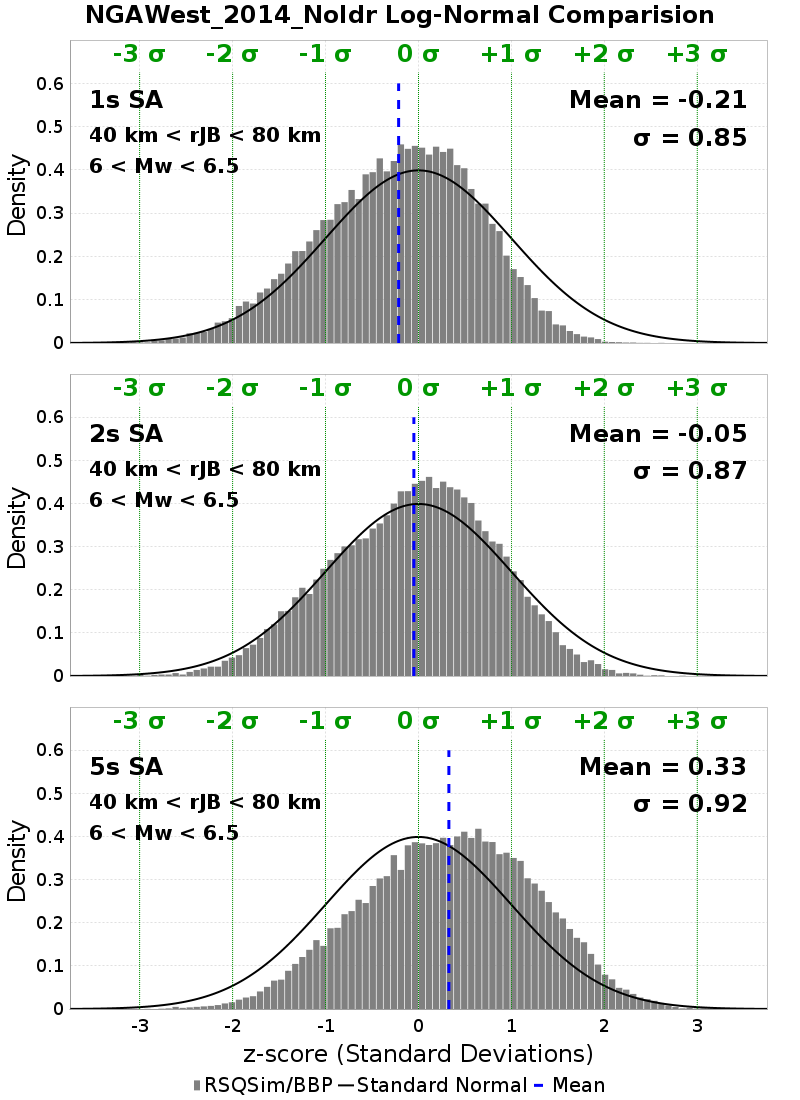 NGAWest_2014_NoIdr Log-Normal Comparision
-3 σ -2 σ -1 σ 0 σ +1 σ +2 σ +3 σ
0.6
1s SA Mean = -0.21
0.5
40 km < rJB < 80 km σ = 0.85
6 < Mw < 6.5
0.4
Density
0.3
0.2
0.1
0
-3 σ -2 σ -1 σ 0 σ +1 σ +2 σ +3 σ
0.6
2s SA Mean = -0.05
0.5
40 km < rJB < 80 km σ = 0.87
6 < Mw < 6.5
0.4
Density
0.3
0.2
0.1
0
-3 σ -2 σ -1 σ 0 σ +1 σ +2 σ +3 σ
0.6
5s SA Mean = 0.33
0.5
40 km < rJB < 80 km σ = 0.92
6 < Mw < 6.5
0.4
Density
0.3
0.2
0.1
0
-3 -2 -1 0 1 2 3
z-score (Standard Deviations)
RSQSim/BBP Standard Normal Mean